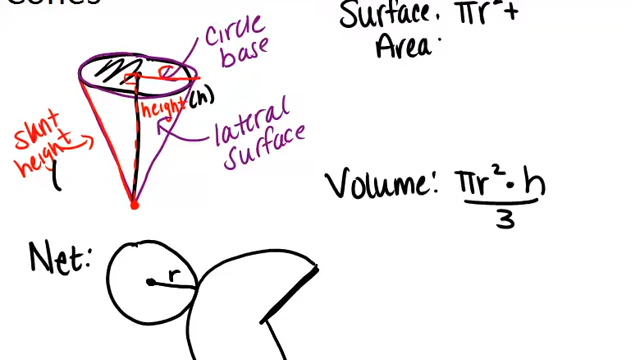 Cones
circle
base
r
height (h)
slant
height
lateral
surface
Surface: πr²+
Area
Volume: πr²·h
3
Net:
r